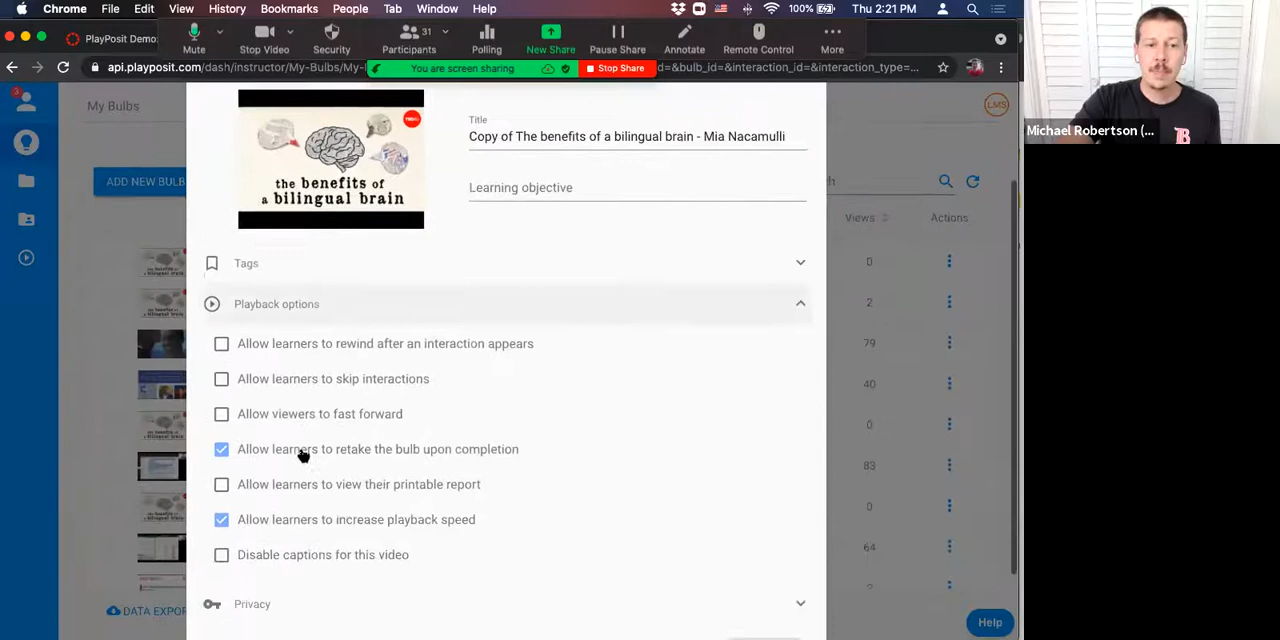 Chrome File Edit View History Bookmarks People Tab Window Help 100% Thu 2:21 PM
PlayPosit Demo:
Mute Stop Video Security Participants 31 Polling New Share Pause Share Annotate Remote Control More
You are screen sharing Stop Share
api.playposit.com/dash/instructor/My-Bulbs/My-
d=&bulb_id=&interaction_id=&interaction_type=...
3
My Bulbs
LMS
Michael Robertson (...
ADD NEW BULB
the benefits of
a bilingual brain
Title
Copy of The benefits of a bilingual brain - Mia Nacamulli
Learning objective
Views Actions
Tags
0
Playback options
2
Allow learners to rewind after an interaction appears
79
Allow learners to skip interactions
40
Allow viewers to fast forward
0
Allow learners to retake the bulb upon completion
83
Allow learners to view their printable report
0
Allow learners to increase playback speed
64
Disable captions for this video
Privacy
DATA EXPOR
Help